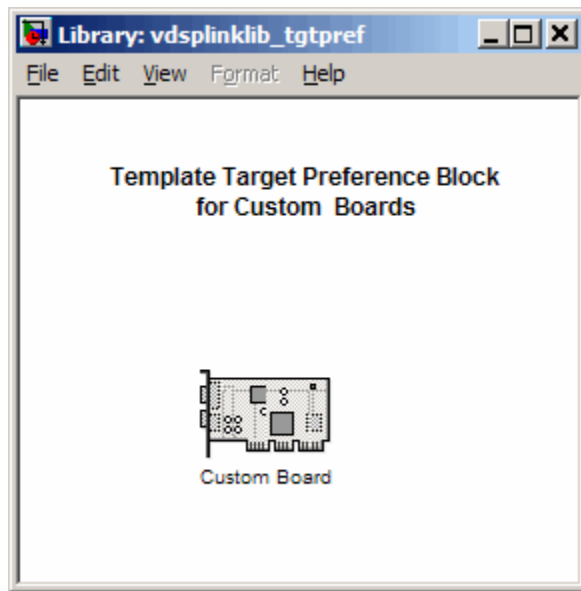 Library: vdsplinklib_tgtpref
File Edit View Format Help
Template Target Preference Block
for Custom Boards
Custom Board